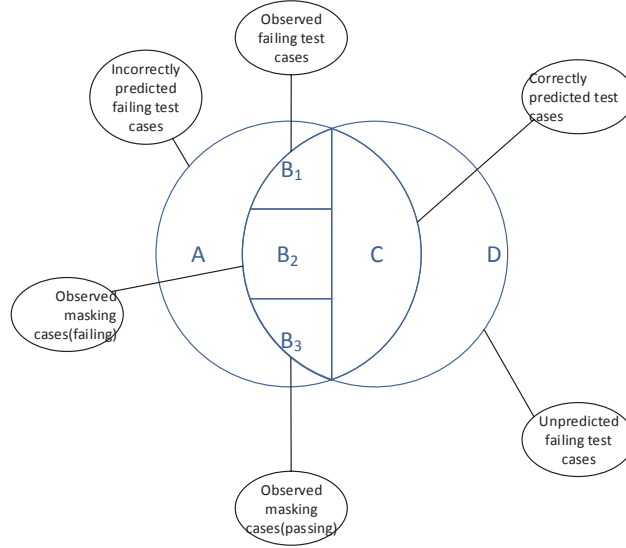 Observed
failing test
cases
Incorrectly
predicted
failing test
cases
Correctly
predicted test
cases
B1
A
B2
C
D
Observed
masking
cases(failing)
B3
Unpredicted
failing test
cases
Observed
masking
cases(passing)